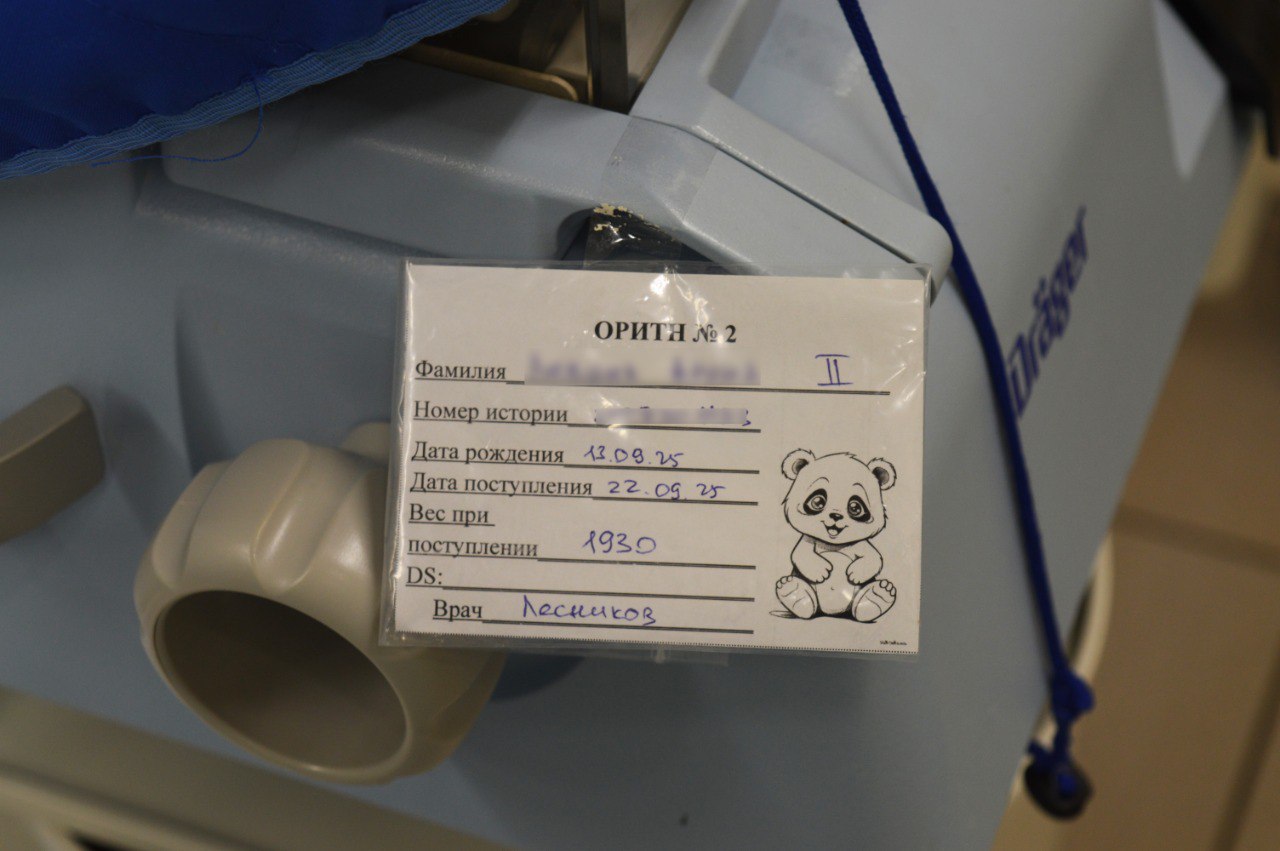 ОРИТН № 2
Фамилия II
Номер истории
Дата рождения 13.09.25
Дата поступления 22.09.25
Вес при
поступлении 1930
DS:
Врач Лесников
Dräger